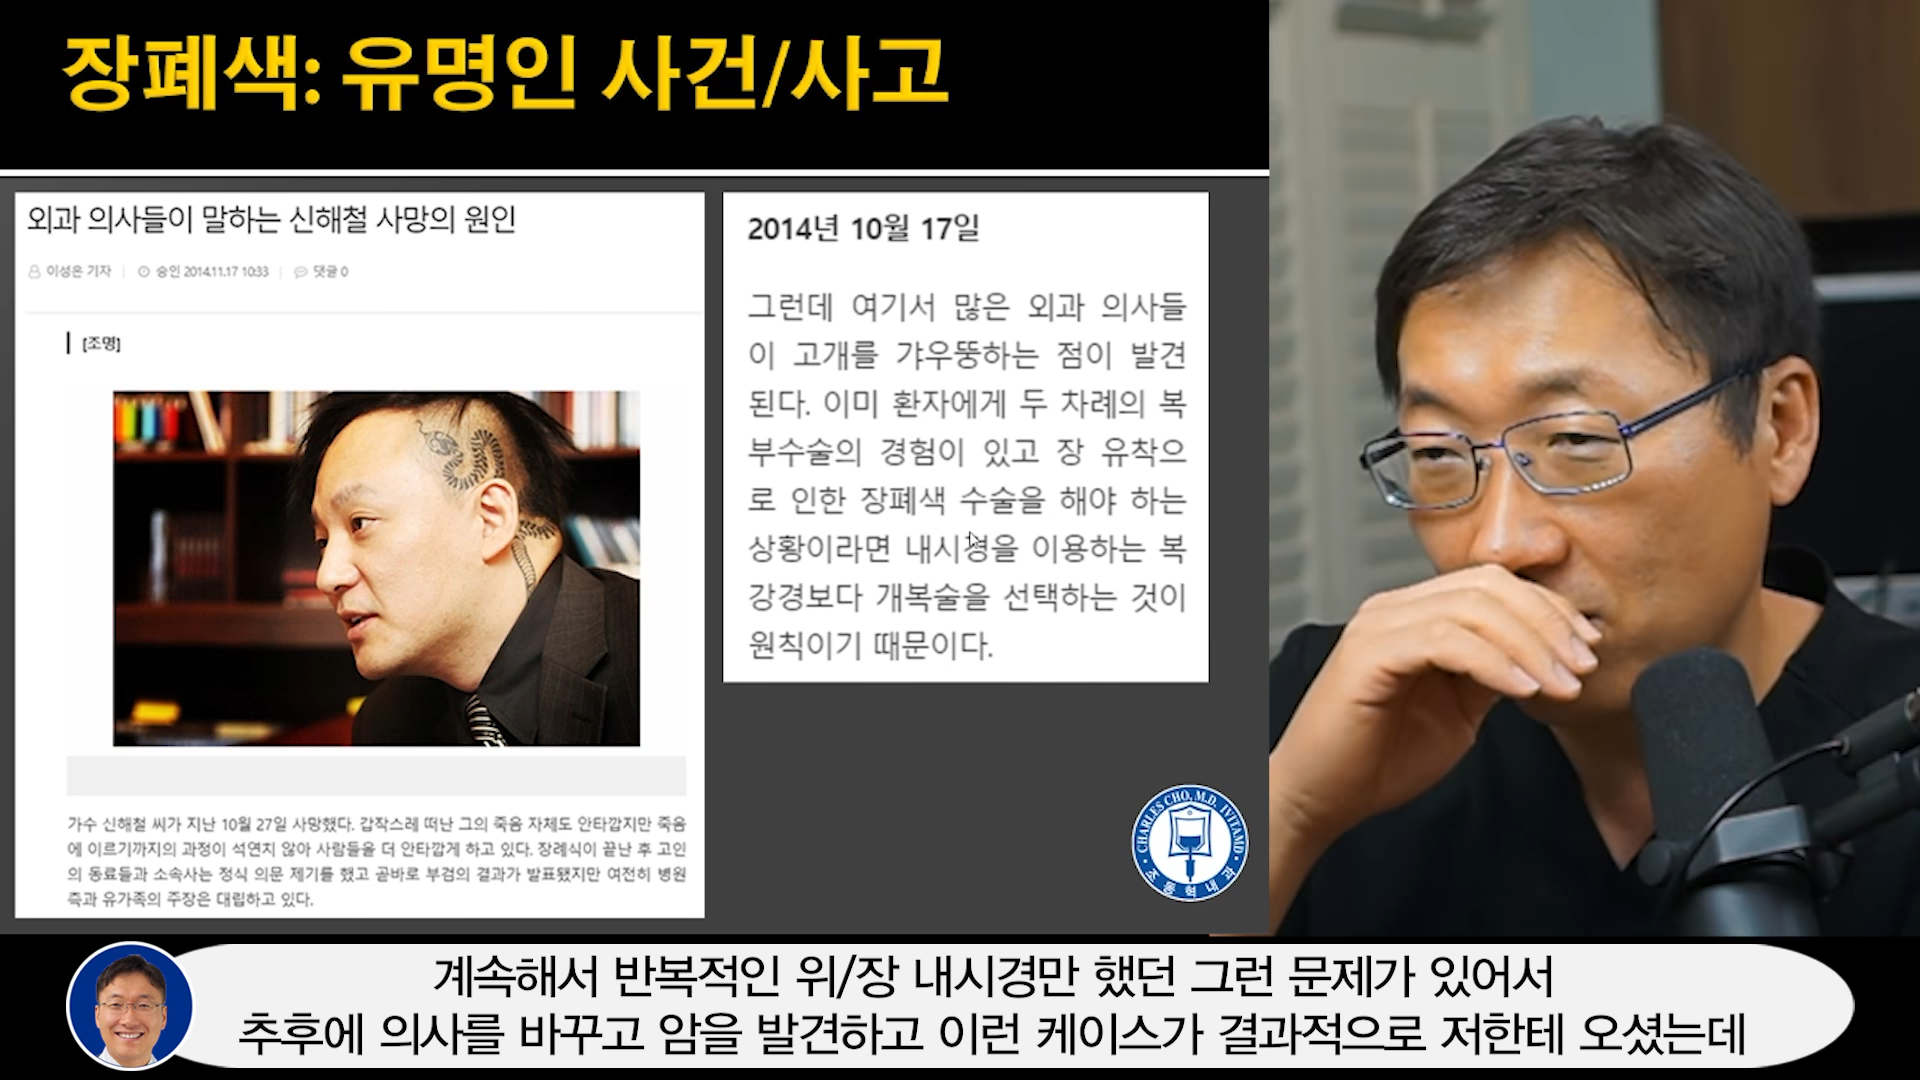 장폐색: 유명인 사건/사고
외과 의사들이 말하는 신해철 사망의 원인
이성은 기자 | 승인 2014.11.17 10:33 | 댓글 0
[조명]
가수 신해철 씨가 지난 10월 27일 사망했다. 갑작스레 떠난 그의 죽음 자체도 안타깝지만 죽음
에 이르기까지의 과정이 석연치 않아 사람들을 더 안타깝게 하고 있다. 장례식이 끝난 후 고인
의 동료들과 소속사는 정식 의문 제기를 했고 곧바로 부검의 결과가 발표됐지만 여전히 병원
측과 유가족의 주장은 대립하고 있다.
2014년 10월 17일
그런데 여기서 많은 외과 의사들
이 고개를 갸우뚱하는 점이 발견
된다. 이미 환자에게 두 차례의 복
부수술의 경험이 있고 장 유착으
로 인한 장폐색 수술을 해야 하는
상황이라면 내시경을 이용하는 복
강경보다 개복술을 선택하는 것이
원칙이기 때문이다.
CHARLES CHO, M.D. IVITAMD
조동혁내과
계속해서 반복적인 위/장 내시경만 했던 그런 문제가 있어서
추후에 의사를 바꾸고 암을 발견하고 이런 케이스가 결과적으로 저한테 오셨는데